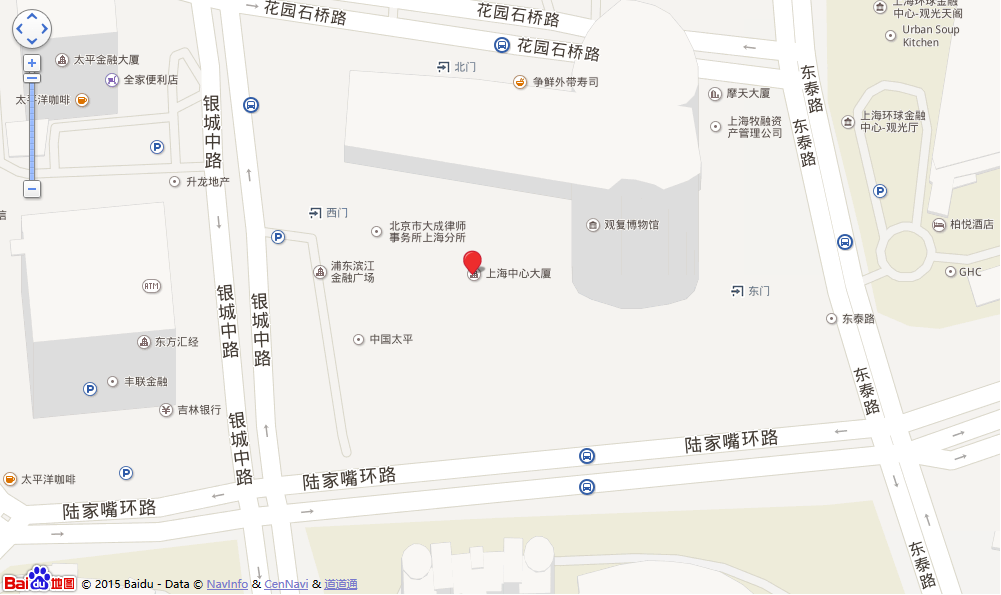 花园石桥路
花园石桥路
花园石桥路
上海环球金融
中心-观光天阁
Urban Soup
Kitchen
太平金融大厦
全家便利店
太平洋咖啡
北门
争鲜外带寿司
摩天大厦
上海牧融资
产管理公司
东泰路
东泰路
上海环球金融
中心-观光厅
银城中路
P
升龙地产
西门
北京市大成律师
事务所上海分所
观复博物馆
P
柏悦酒店
P
浦东滨江
金融广场
上海中心大厦
GHC
ATM
东门
银城中路
银城中路
东方汇经
中国太平
东泰路
丰联金融
P
吉林银行
东泰路
银城中路
陆家嘴环路
陆家嘴环路
太平洋咖啡
P
陆家嘴环路
东泰路
Bai du 地图
© 2015 Baidu - Data © NavInfo & CenNavi & 道道通